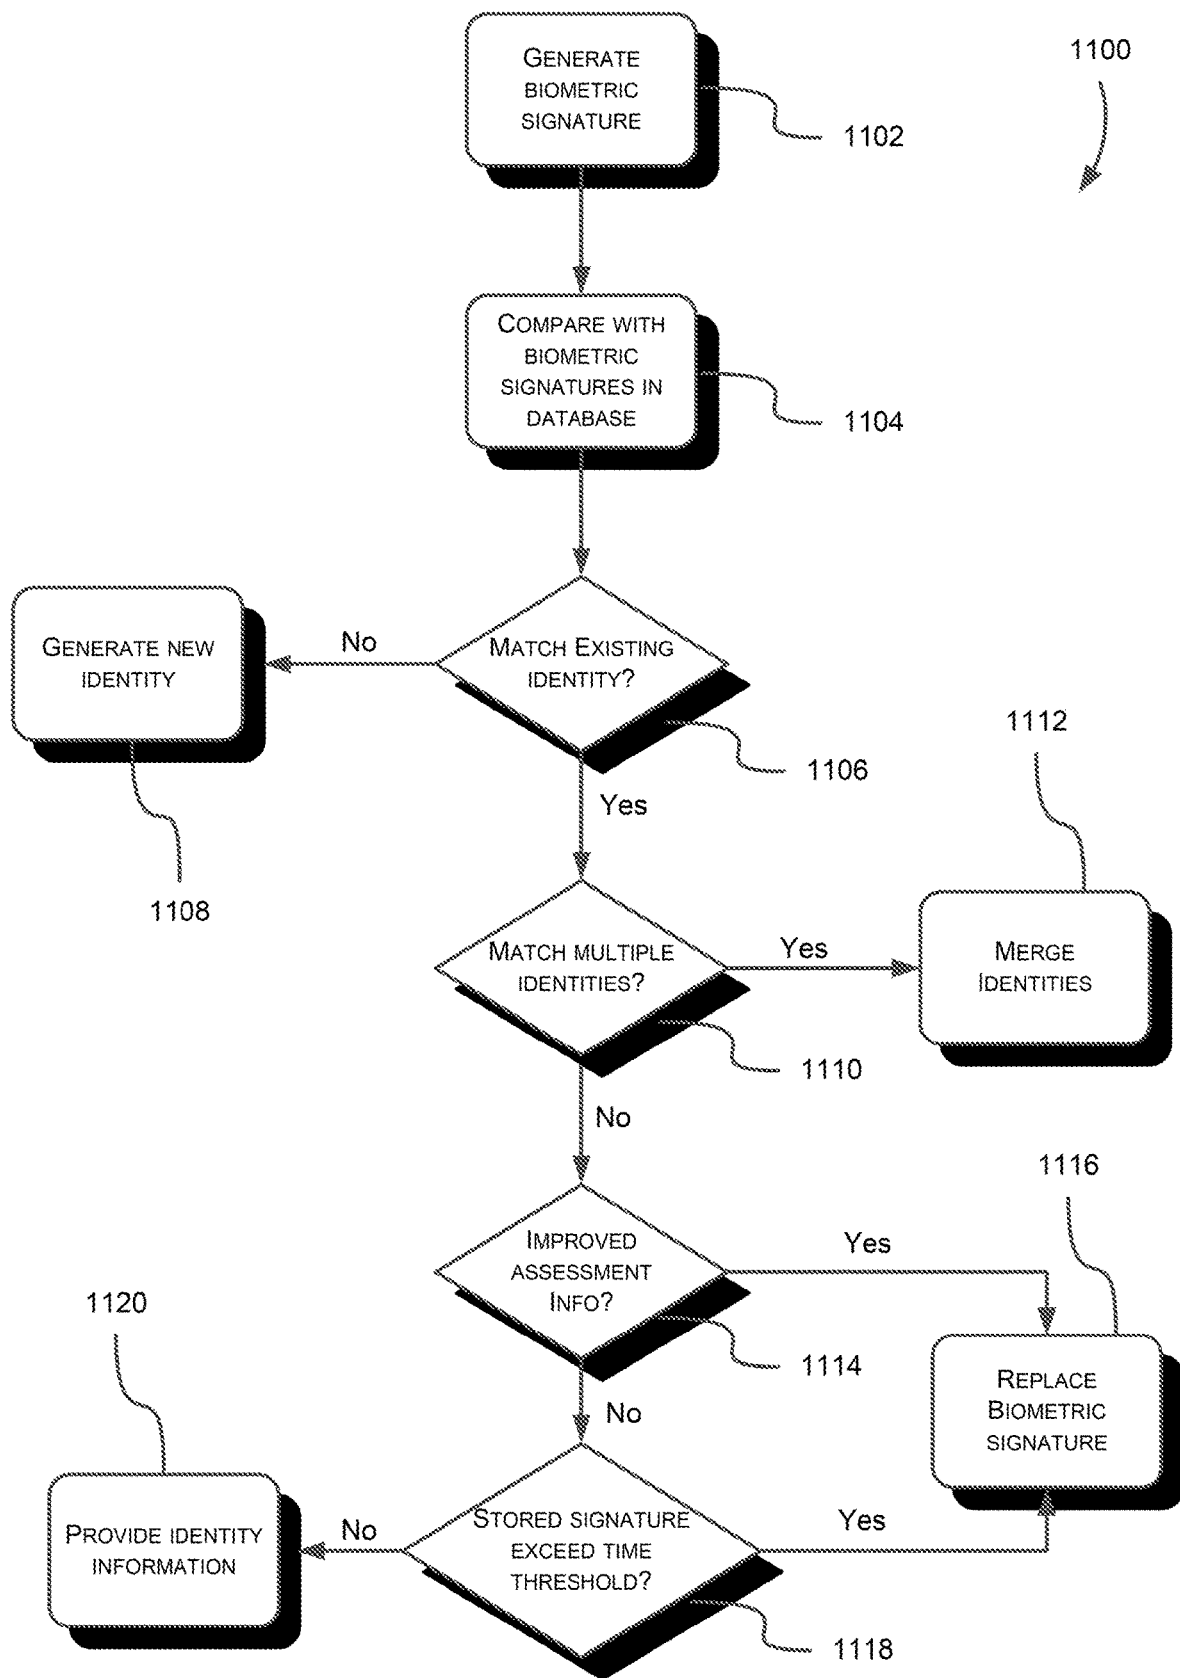 GENERATE
BIOMETRIC
SIGNATURE
1100
1102
COMPARE WITH
BIOMETRIC
SIGNATURES IN
DATABASE
1104
GENERATE NEW
IDENTITY
No
MATCH EXISTING
IDENTITY?
1106
1108
Yes
1112
MATCH MULTIPLE
IDENTITIES?
Yes
MERGE
IDENTITIES
1110
No
1116
IMPROVED
ASSESSMENT
INFO?
Yes
1120
1114
REPLACE
BIOMETRIC
SIGNATURE
No
PROVIDE IDENTITY
INFORMATION
No
STORED SIGNATURE
EXCEED TIME
THRESHOLD?
Yes
1118